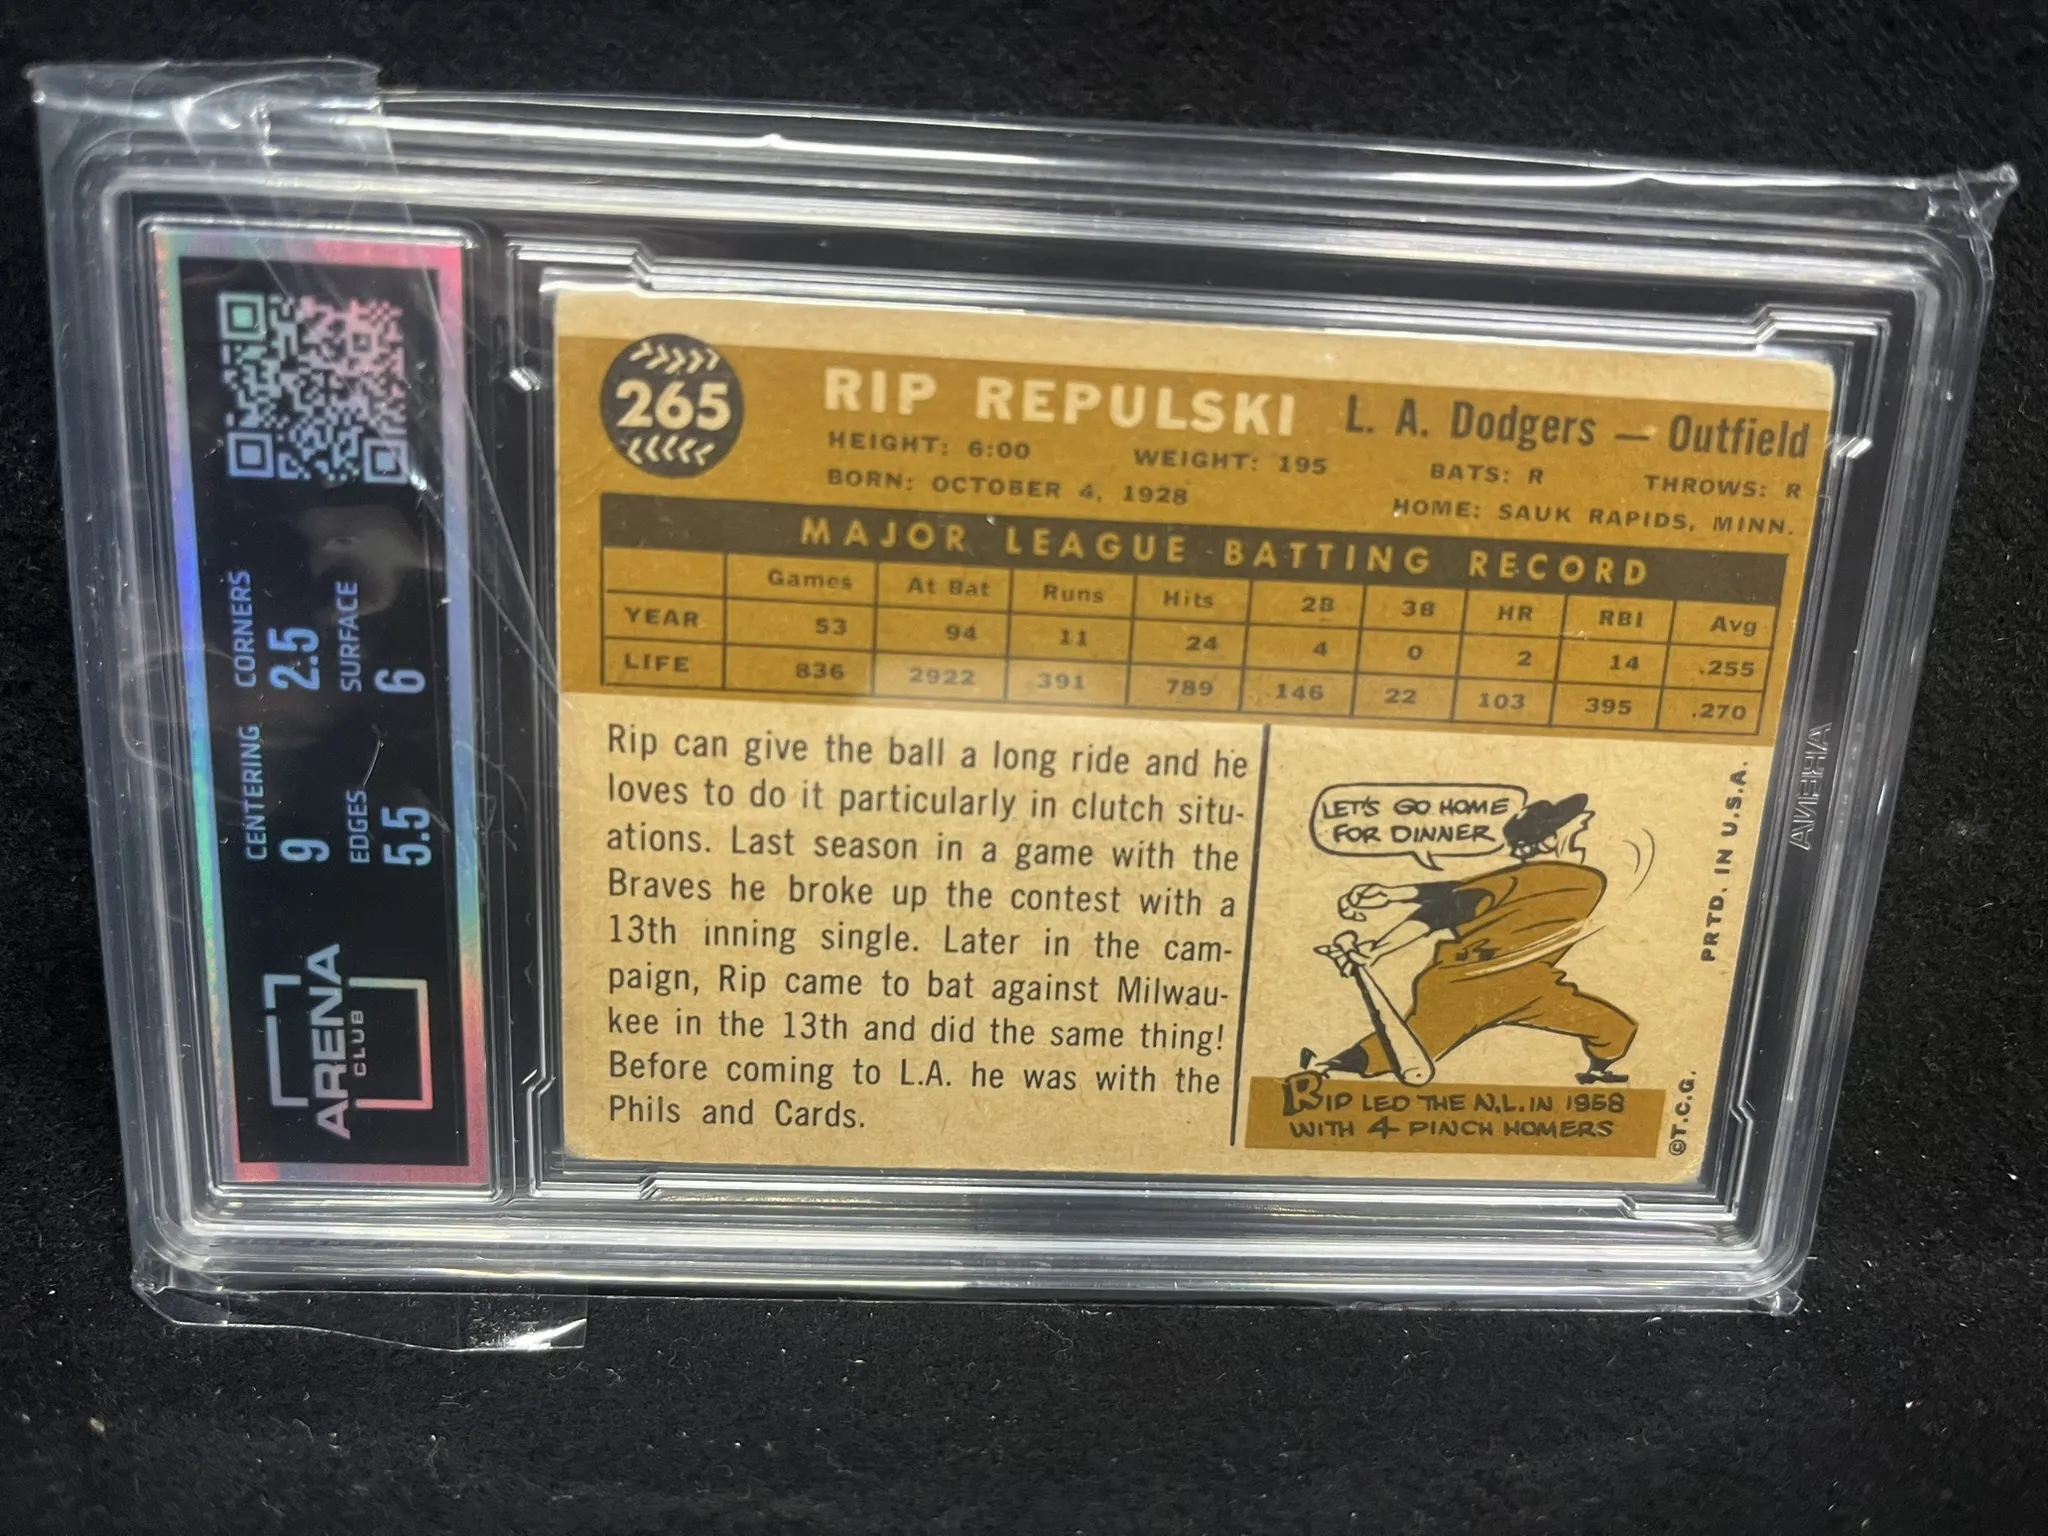 CORNERS
2.5
SURFACE
6
CENTERING
9
EDGES
5.5
ARENA
CLUB
265
RIP REPULSKI
L. A. Dodgers — Outfield
HEIGHT: 6:00 WEIGHT: 195 BATS: R THROWS: R
BORN: OCTOBER 4, 1928 HOME: SAUK RAPIDS, MINN.
MAJOR LEAGUE BATTING RECORD
Games At Bat Runs Hits 2B 3B HR RBI Avg
YEAR 53 94 11 24 4 0 2 14 .255
LIFE 836 2922 391 789 146 22 103 395 .270
Rip can give the ball a long ride and he
loves to do it particularly in clutch situ-
ations. Last season in a game with the
Braves he broke up the contest with a
13th inning single. Later in the cam-
paign, Rip came to bat against Milwau-
kee in the 13th and did the same thing!
Before coming to L.A. he was with the
Phils and Cards.
LET'S GO HOME
FOR DINNER
RIP LED THE N.L. IN 1958
WITH 4 PINCH HOMERS
©T.C.G.
PRTD. IN U.S.A.
ARENA